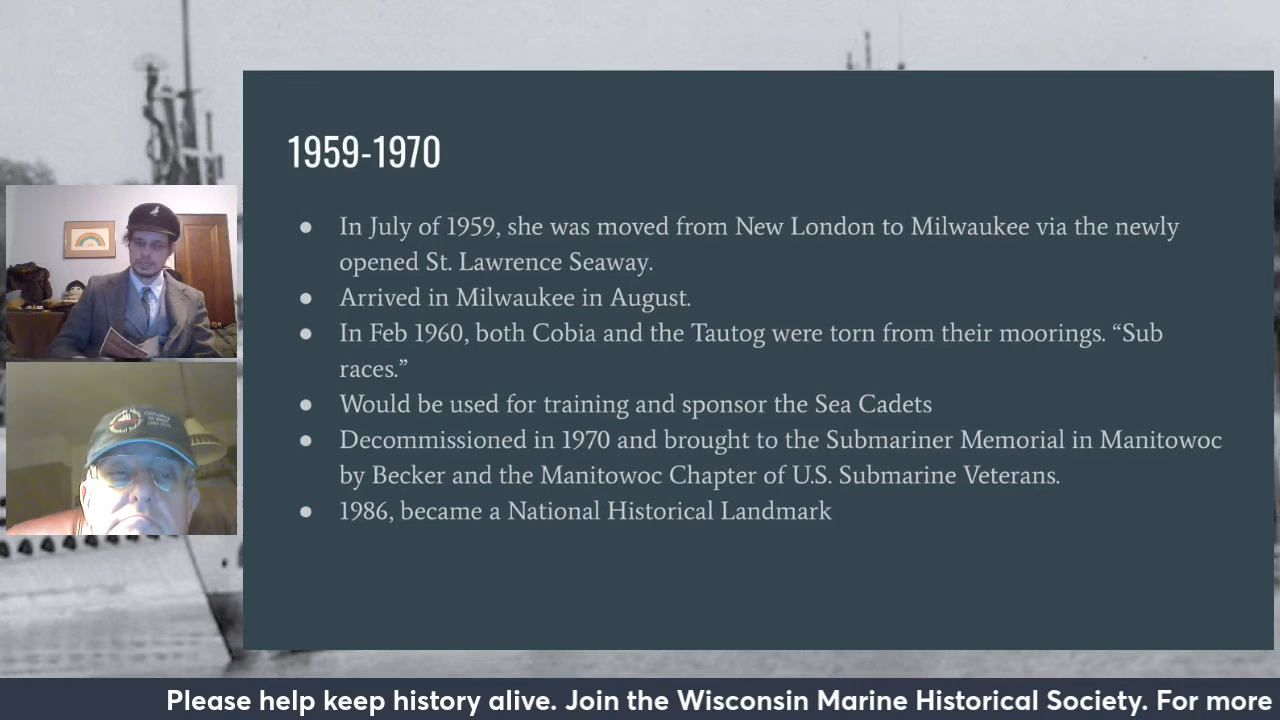 1959-1970
● In July of 1959, she was moved from New London to Milwaukee via the newly
opened St. Lawrence Seaway.
● Arrived in Milwaukee in August.
● In Feb 1960, both Cobia and the Tautog were torn from their moorings. “Sub
races.”
● Would be used for training and sponsor the Sea Cadets
● Decommissioned in 1970 and brought to the Submariner Memorial in Manitowoc
by Becker and the Manitowoc Chapter of U.S. Submarine Veterans.
● 1986, became a National Historical Landmark
Please help keep history alive. Join the Wisconsin Marine Historical Society. For more